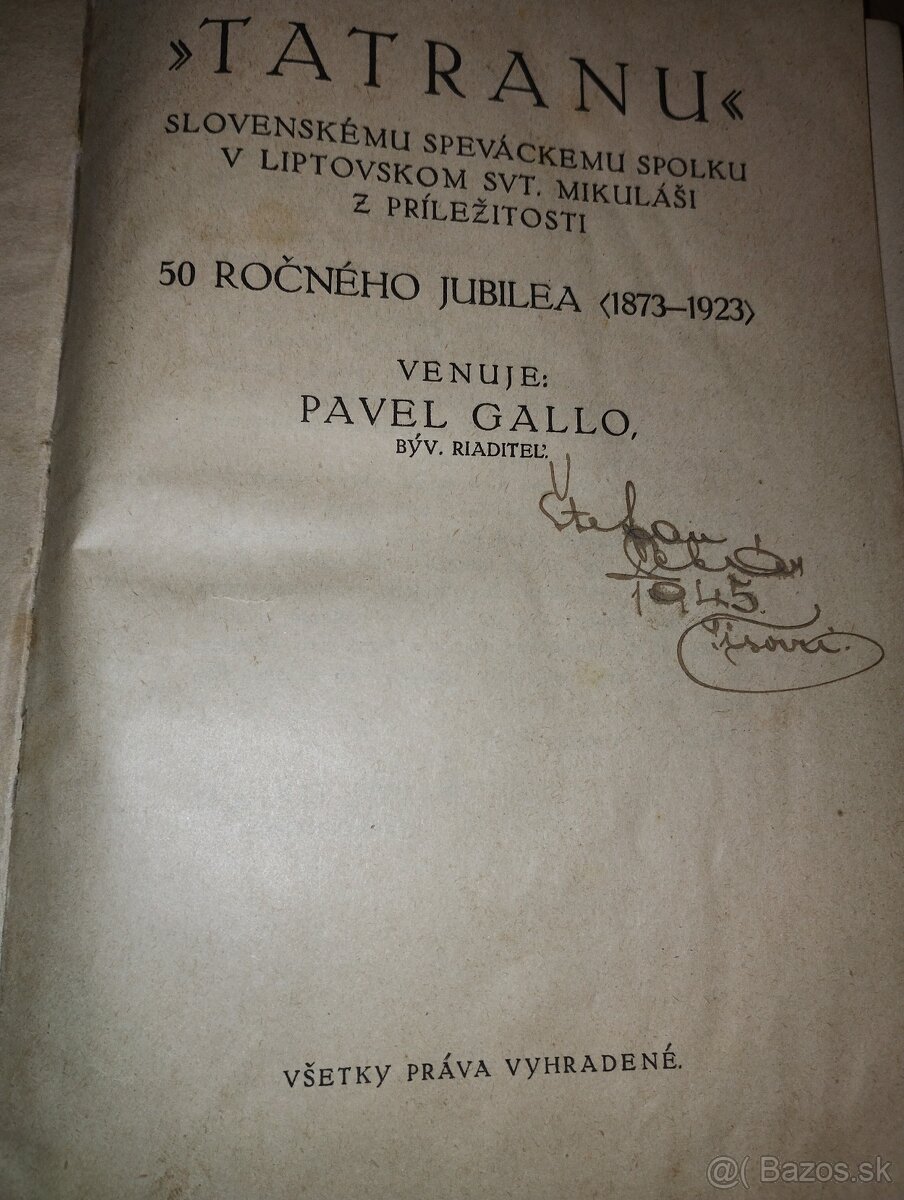 »TATRANU«
SLOVENSKÉMU SPEVÁCKEMU SPOLKU
V LIPTOVSKOM SVT. MIKULÁŠI
Z PRÍLEŽITOSTI
50 ROČNÉHO JUBILEA (1873–1923)
VENUJE:
PAVEL GALLO,
BÝV. RIADITEĽ.
Štefan
1945.
VŠETKY PRÁVA VYHRADENÉ.
@( Bazos.sk